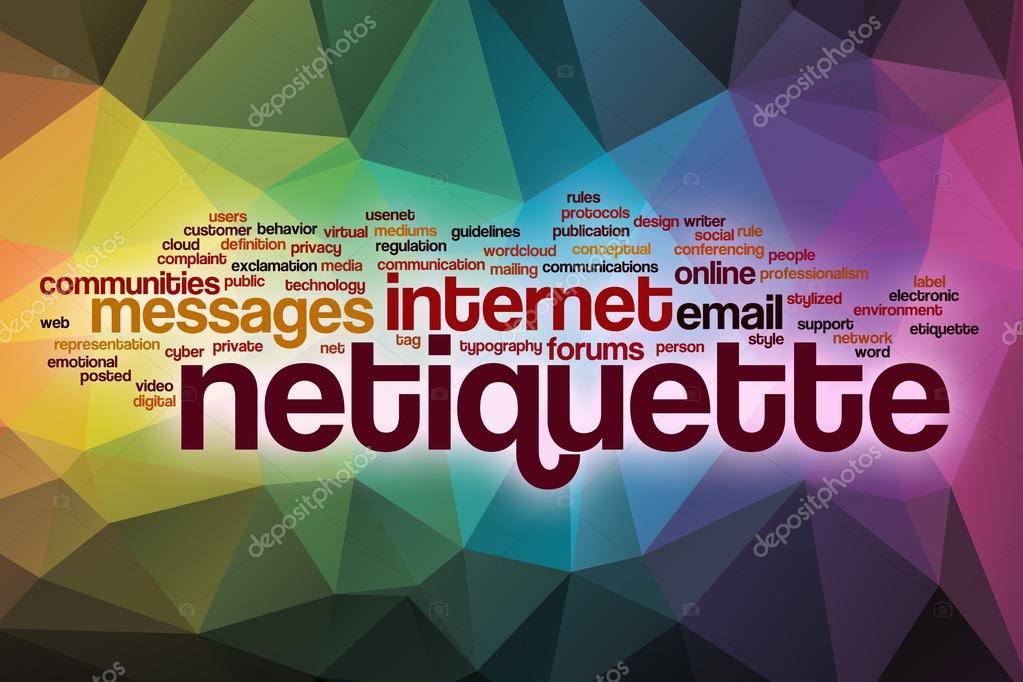 depositphotos
depositphotos
rules
users usenet protocols design writer
customer behavior virtual mediums guidelines publication social rule
cloud definition privacy regulation wordcloud conceptual conferencing people
complaint exclamation media communication mailing communications online professionalism
communities public technology internet label
messages email stylized electronic
web environment
support etiquette
representation cyber private net tag typography forums person style network
emotional word
posted video
digital
netiquette
depositphotos
depositphotos
depositphotos
depositphotos